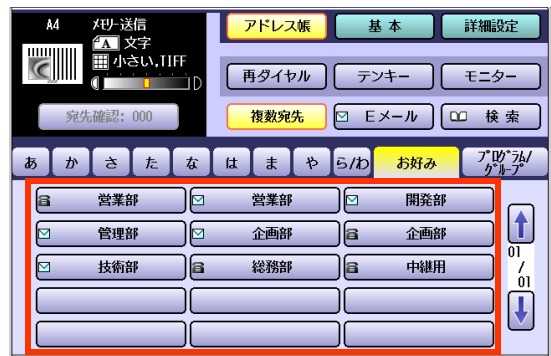 A4 ﾒﾓﾘｰ送信
A 文字
小さい,TIFF
D
宛先確認: 000
アドレス帳 基 本 詳細設定
再ダイヤル テンキー モニター
複数宛先 Eメール 検 索
あ か さ た な は ま や ら/わ お好み ﾌﾟﾛｸﾞﾗﾑ/
ｸﾞﾙｰﾌﾟ
営業部 営業部 開発部
管理部 企画部 企画部
技術部 総務部 中継用
01
/
01